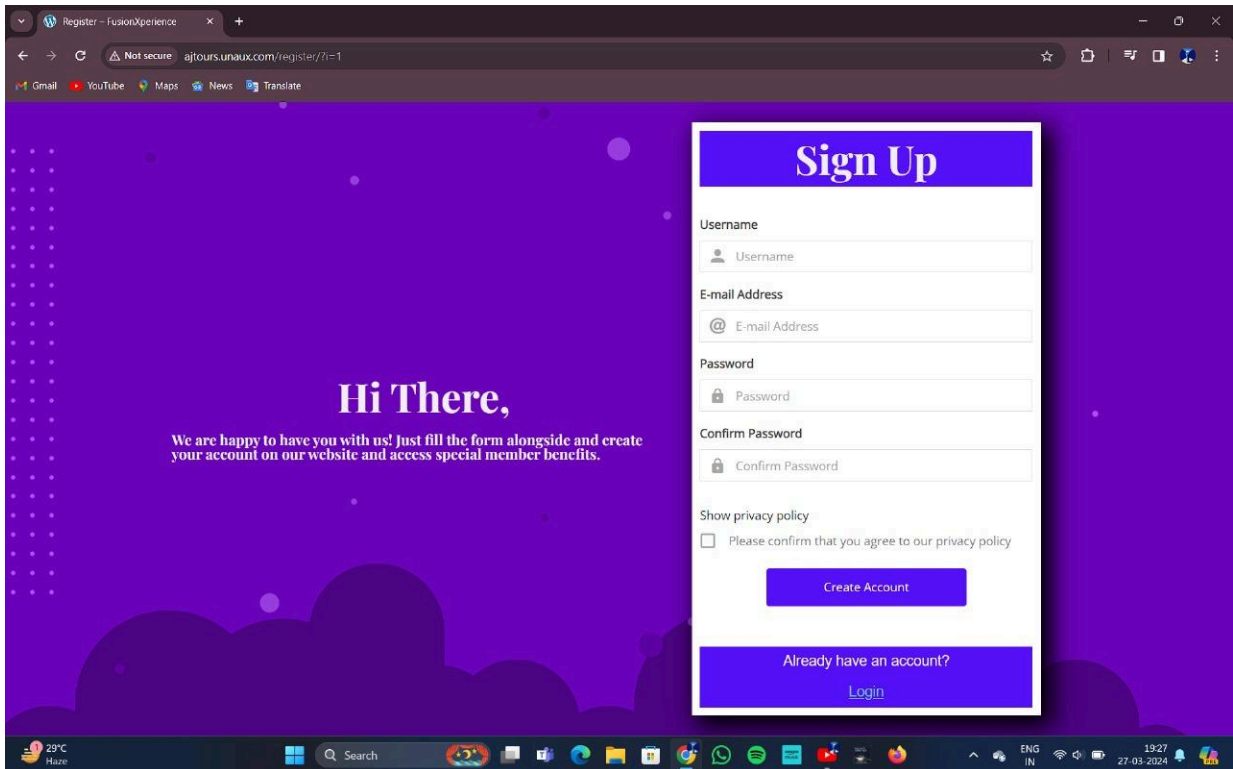 Register – FusionXperience
Not secure ajtours.unaux.com/register/?i=1
Gmail YouTube Maps News Translate
Sign Up
Username
Username
E-mail Address
@ E-mail Address
Password
Password
Confirm Password
Confirm Password
Hi There,
We are happy to have you with us! Just fill the form alongside and create
your account on our website and access special member benefits.
Show privacy policy
Please confirm that you agree to our privacy policy
Create Account
Already have an account?
Login
1
29°C
Haze
Search
ENG
IN
19:27
27-03-2024